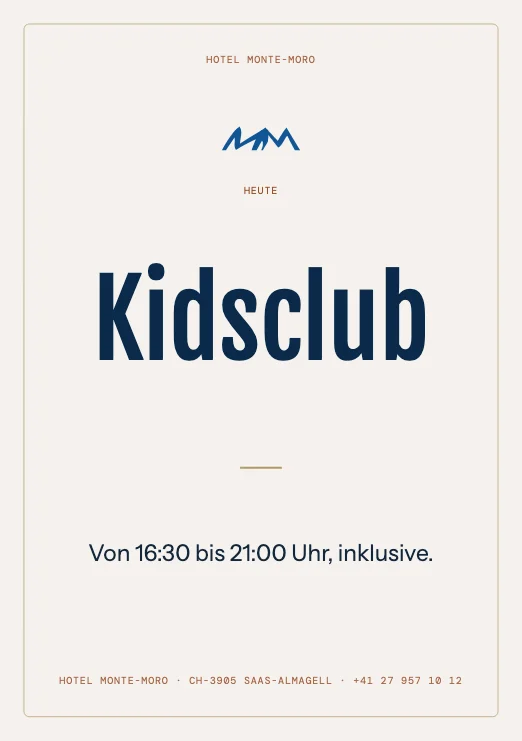 HOTEL MONTE-MORO
HEUTE
Kidsclub
Von 16:30 bis 21:00 Uhr, inklusive.
HOTEL MONTE-MORO · CH-3905 SAAS-ALMAGELL · +41 27 957 10 12